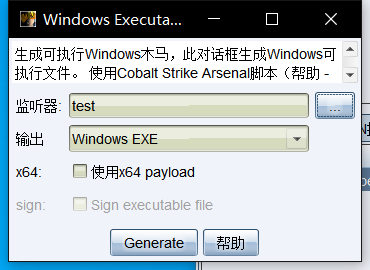 Windows Executa...
生成可执行Windows木马，此对话框生成Windows可
执行文件。 使用Cobalt Strike Arsenal脚本（帮助 -
监听器: test ...
输出 Windows EXE
x64: 使用x64 payload
sign: Sign executable file
Generate 帮助